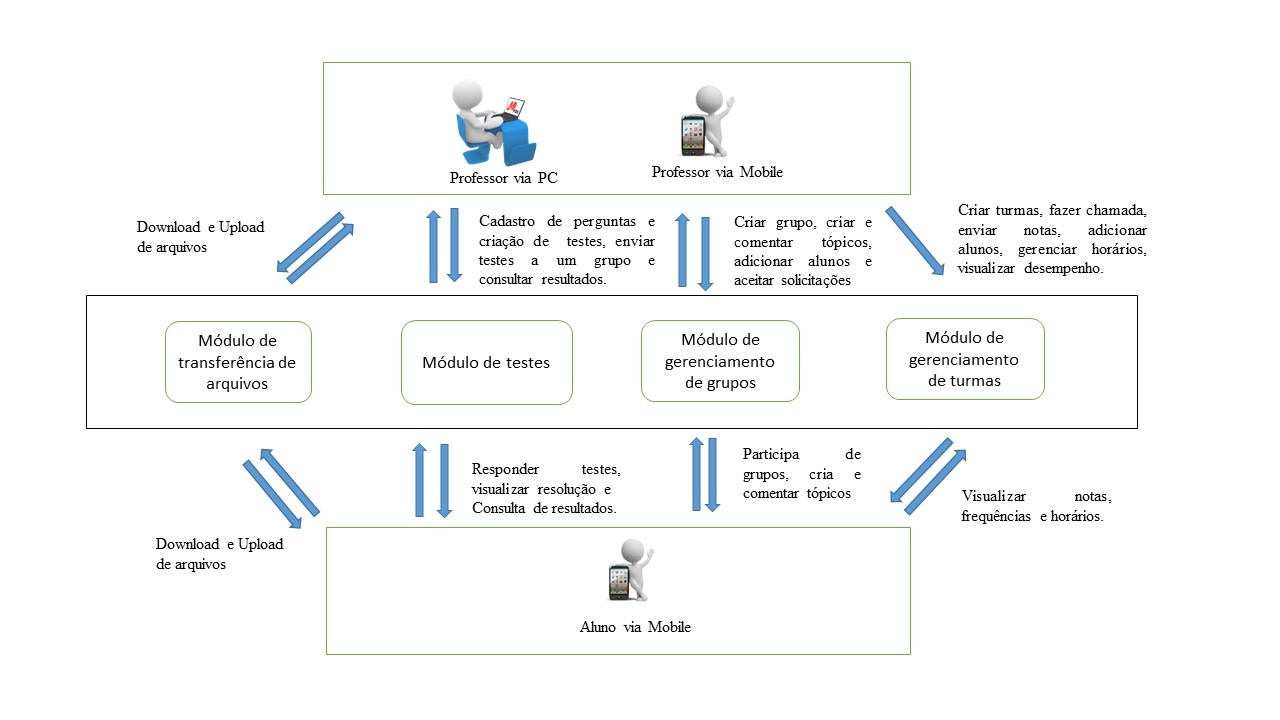 Professor via PC
Professor via Mobile
Download e Upload
de arquivos
Cadastro de perguntas e
criação de testes, enviar
testes a um grupo e
consultar resultados.
Criar grupo, criar e
comentar tópicos,
adicionar alunos e
aceitar solicitações
Criar turmas, fazer chamada,
enviar notas, adicionar
alunos, gerenciar horários,
visualizar desempenho.
Módulo de
transferência de
arquivos
Módulo de testes
Módulo de
gerenciamento
de grupos
Módulo de
gerenciamento
de turmas
Download e Upload
de arquivos
Responder testes,
visualizar resolução e
Consulta de resultados.
Participa de
grupos, cria e
comentar tópicos
Visualizar notas,
frequências e horários.
Aluno via Mobile